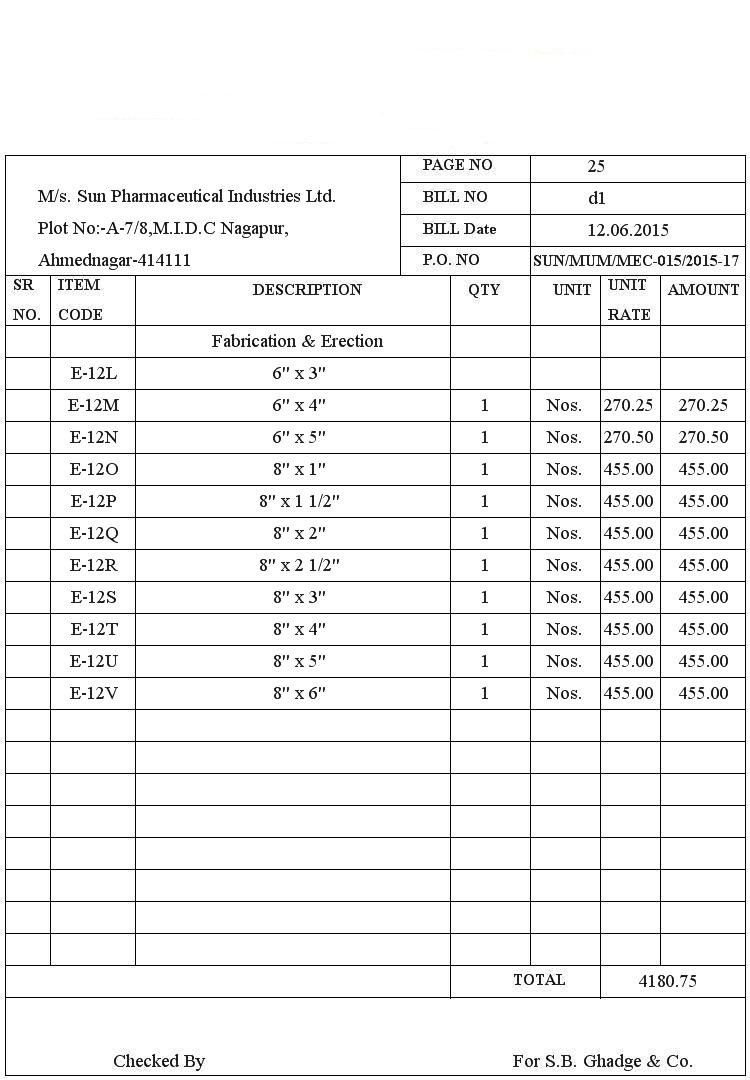 PAGE NO 25
M/s. Sun Pharmaceutical Industries Ltd. BILL NO d1
Plot No:-A-7/8,M.I.D.C Nagapur, BILL Date 12.06.2015
Ahmednagar-414111 P.O. NO SUN/MUM/MEC-015/2015-17
SR ITEM DESCRIPTION QTY UNIT UNIT AMOUNT
NO. CODE RATE
Fabrication & Erection
E-12L 6" x 3"
E-12M 6" x 4" 1 Nos. 270.25 270.25
E-12N 6" x 5" 1 Nos. 270.50 270.50
E-12O 8" x 1" 1 Nos. 455.00 455.00
E-12P 8" x 1 1/2" 1 Nos. 455.00 455.00
E-12Q 8" x 2" 1 Nos. 455.00 455.00
E-12R 8" x 2 1/2" 1 Nos. 455.00 455.00
E-12S 8" x 3" 1 Nos. 455.00 455.00
E-12T 8" x 4" 1 Nos. 455.00 455.00
E-12U 8" x 5" 1 Nos. 455.00 455.00
E-12V 8" x 6" 1 Nos. 455.00 455.00
TOTAL 4180.75
Checked By For S.B. Ghadge & Co.